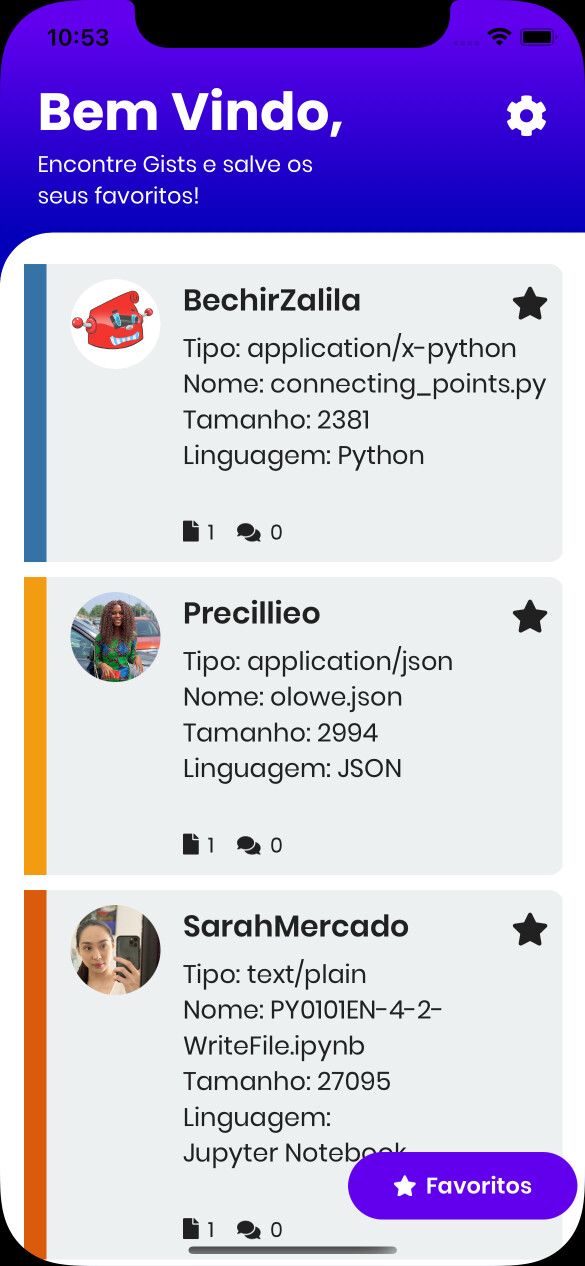 10:53
Bem Vindo,
Encontre Gists e salve os
seus favoritos!
BechirZalila
Tipo: application/x-python
Nome: connecting_points.py
Tamanho: 2381
Linguagem: Python
1 0
Precillieo
Tipo: application/json
Nome: olowe.json
Tamanho: 2994
Linguagem: JSON
1 0
SarahMercado
Tipo: text/plain
Nome: PY0101EN-4-2-
WriteFile.ipynb
Tamanho: 27095
Linguagem:
Jupyter Notebook
Favoritos
1 0